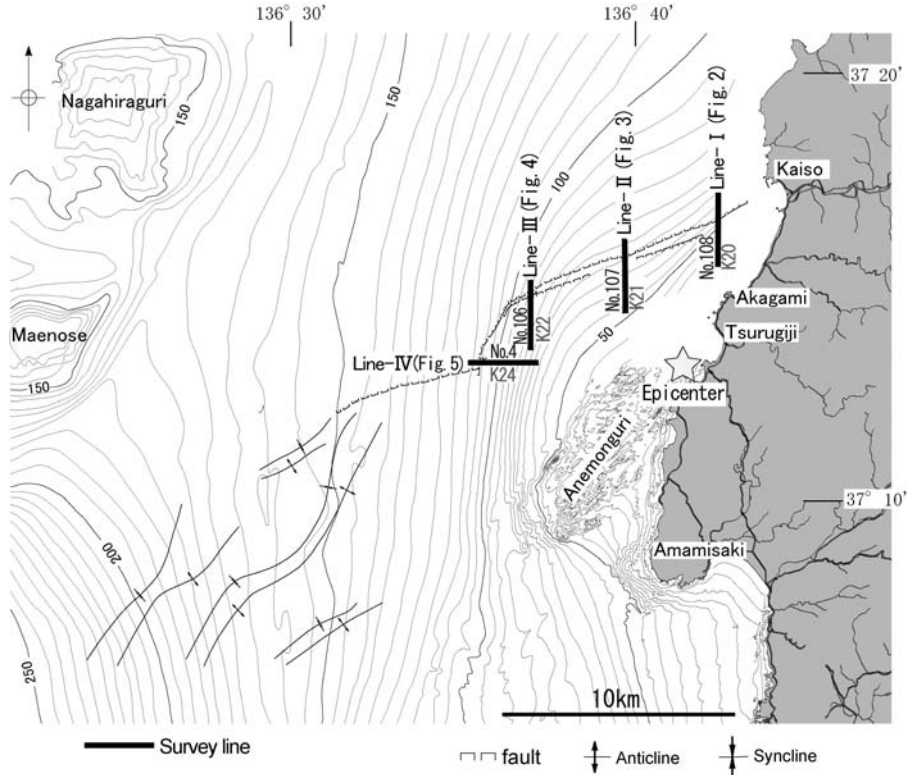 136° 30'
136° 40'
37 20'
Nagahiraguri
150
150
100
Line-Ⅰ (Fig. 2)
Line-Ⅱ (Fig. 3)
Line-Ⅲ (Fig. 4)
Kaiso
No.108
K20
No.107
K21
No.106
K22
Akagami
Tsurugiji
Maenose
150
50
Line-Ⅳ (Fig. 5)
No.4
K24
Epicenter
Anemonguri
37° 10'
200
Amamisaki
250
10km
Survey line
fault
Anticline
Syncline